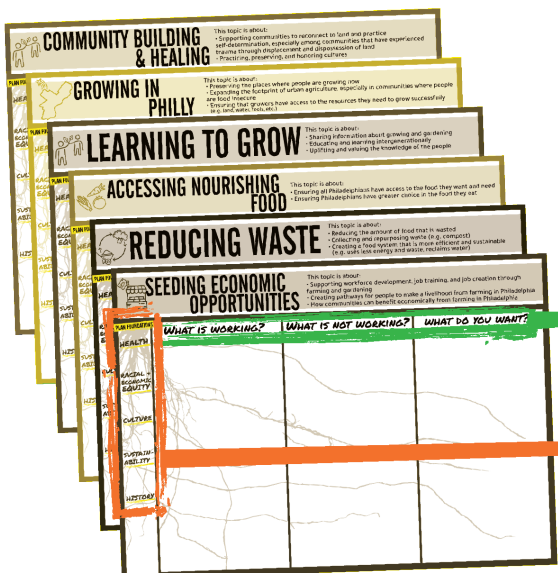 COMMUNITY BUILDING
& HEALING
This topic is about:
• Supporting communities to reconnect to land and practice
self-determination, especially among communities that have experienced
trauma through displacement and dispossession of land
• Practicing, preserving, and honoring cultures
GROWING IN
PHILLY
This topic is about:
• Preserving the places where people are growing now
• Expanding the footprint of urban agriculture, especially in communities where people
are food insecure
• Ensuring that growers have access to the resources they need to grow successfully
(e.g. land, water, tools, etc.)
LEARNING TO GROW
This topic is about:
• Sharing information about growing and gardening
• Educating and learning intergenerationally
• Uplifting and valuing the knowledge of the people
ACCESSING NOURISHING
FOOD
This topic is about:
• Ensuring all Philadelphians have access to the food they want and need
• Ensuring Philadelphians have greater choice in the food they eat
REDUCING WASTE
This topic is about:
• Reducing the amount of food that is wasted
• Collecting and repurposing waste (e.g. compost)
• Creating a food system that is more efficient and sustainable
(e.g. uses less energy and waste, reclaims water)
SEEDING ECONOMIC
OPPORTUNITIES
This topic is about:
• Supporting workforce development, job training, and job creation through
farming and gardening
• Creating pathways for people to make a livelihood from farming in Philadelphia
• How communities can benefit economically from farming in Philadelphia
PLAN FOUNDATIONS
WHAT IS WORKING?
WHAT IS NOT WORKING?
WHAT DO YOU WANT?
HEALTH
RACIAL +
ECONOMIC
EQUITY
CULTURE
SUSTAIN-
ABILITY
HISTORY